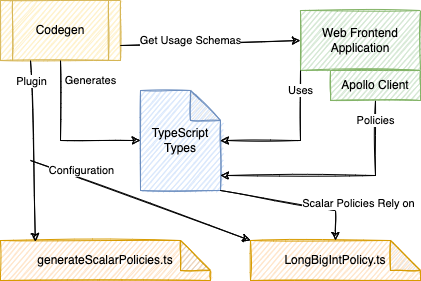 Codegen
Get Usage Schemas
Web Frontend
Application
Apollo Client
Plugin
Generates
Uses
Policies
TypeScript
Types
Configuration
Scalar Policies Rely on
generateScalarPolicies.ts
LongBigIntPolicy.ts